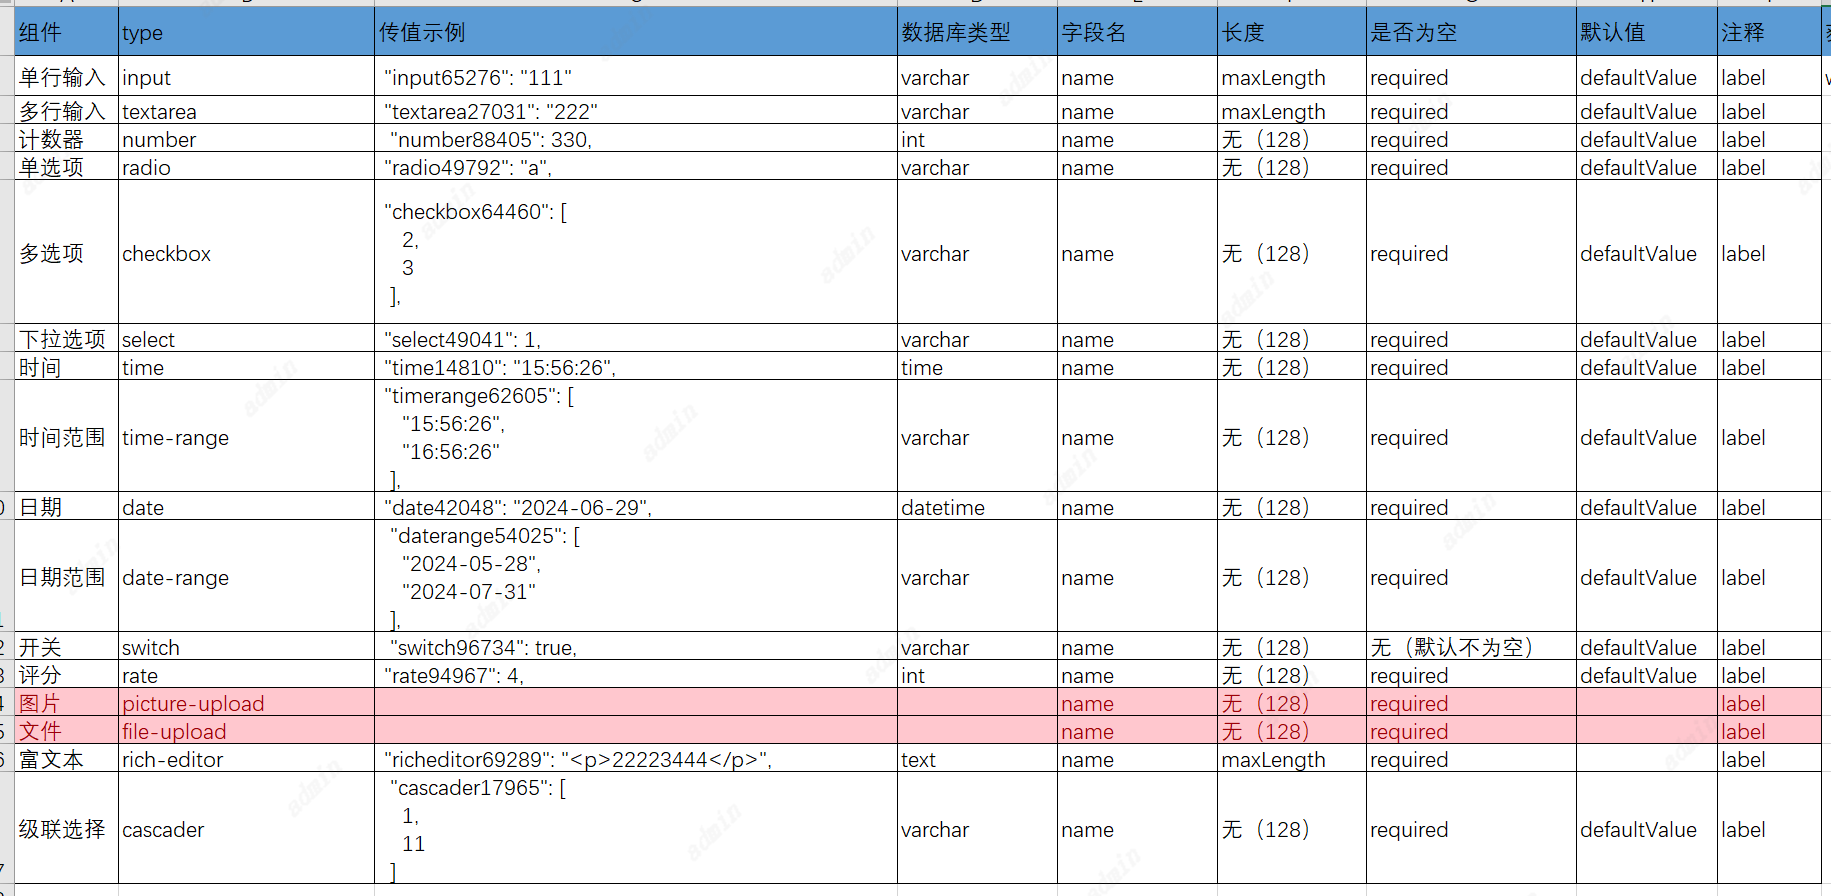 组件 type 传值示例 数据库类型 字段名 长度 是否为空 默认值 注释
单行输入 input "input65276": "111" varchar name maxLength required defaultValue label
多行输入 textarea "textarea27031": "222" varchar name maxLength required defaultValue label
计数器 number "number88405": 330, int name 无（128） required defaultValue label
单选项 radio "radio49792": "a", varchar name 无（128） required defaultValue label
多选项 checkbox "checkbox64460": [
2,
3
], varchar name 无（128） required defaultValue label
下拉选项 select "select49041": 1, varchar name 无（128） required defaultValue label
时间 time "time14810": "15:56:26", time name 无（128） required defaultValue label
时间范围 time-range "timerange62605": [
"15:56:26",
"16:56:26"
], varchar name 无（128） required defaultValue label
日期 date "date42048": "2024-06-29", datetime name 无（128） required defaultValue label
日期范围 date-range "daterange54025": [
"2024-05-28",
"2024-07-31"
], varchar name 无（128） required defaultValue label
开关 switch "switch96734": true, varchar name 无（128） 无（默认不为空） defaultValue label
评分 rate "rate94967": 4, int name 无（128） required defaultValue label
图片 picture-upload name 无（128） required label
文件 file-upload name 无（128） required label
富文本 rich-editor "richeditor69289": "<p>22223444</p>", text name maxLength required label
级联选择 cascader "cascader17965": [
1,
11
] varchar name 无（128） required defaultValue label